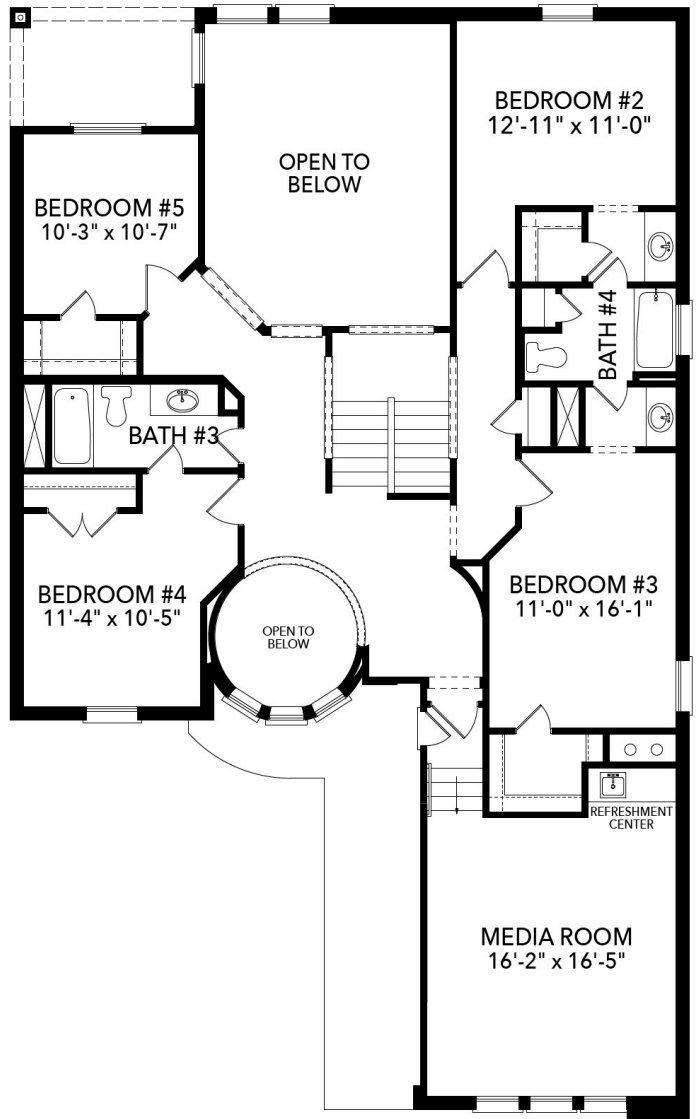 BEDROOM #2
12'-11" x 11'-0"
OPEN TO
BELOW
BEDROOM #5
10'-3" x 10'-7"
BATH #4
BATH #3
BEDROOM #3
11'-0" x 16'-1"
BEDROOM #4
11'-4" x 10'-5"
OPEN TO
BELOW
REFRESHMENT
CENTER
MEDIA ROOM
16'-2" x 16'-5"